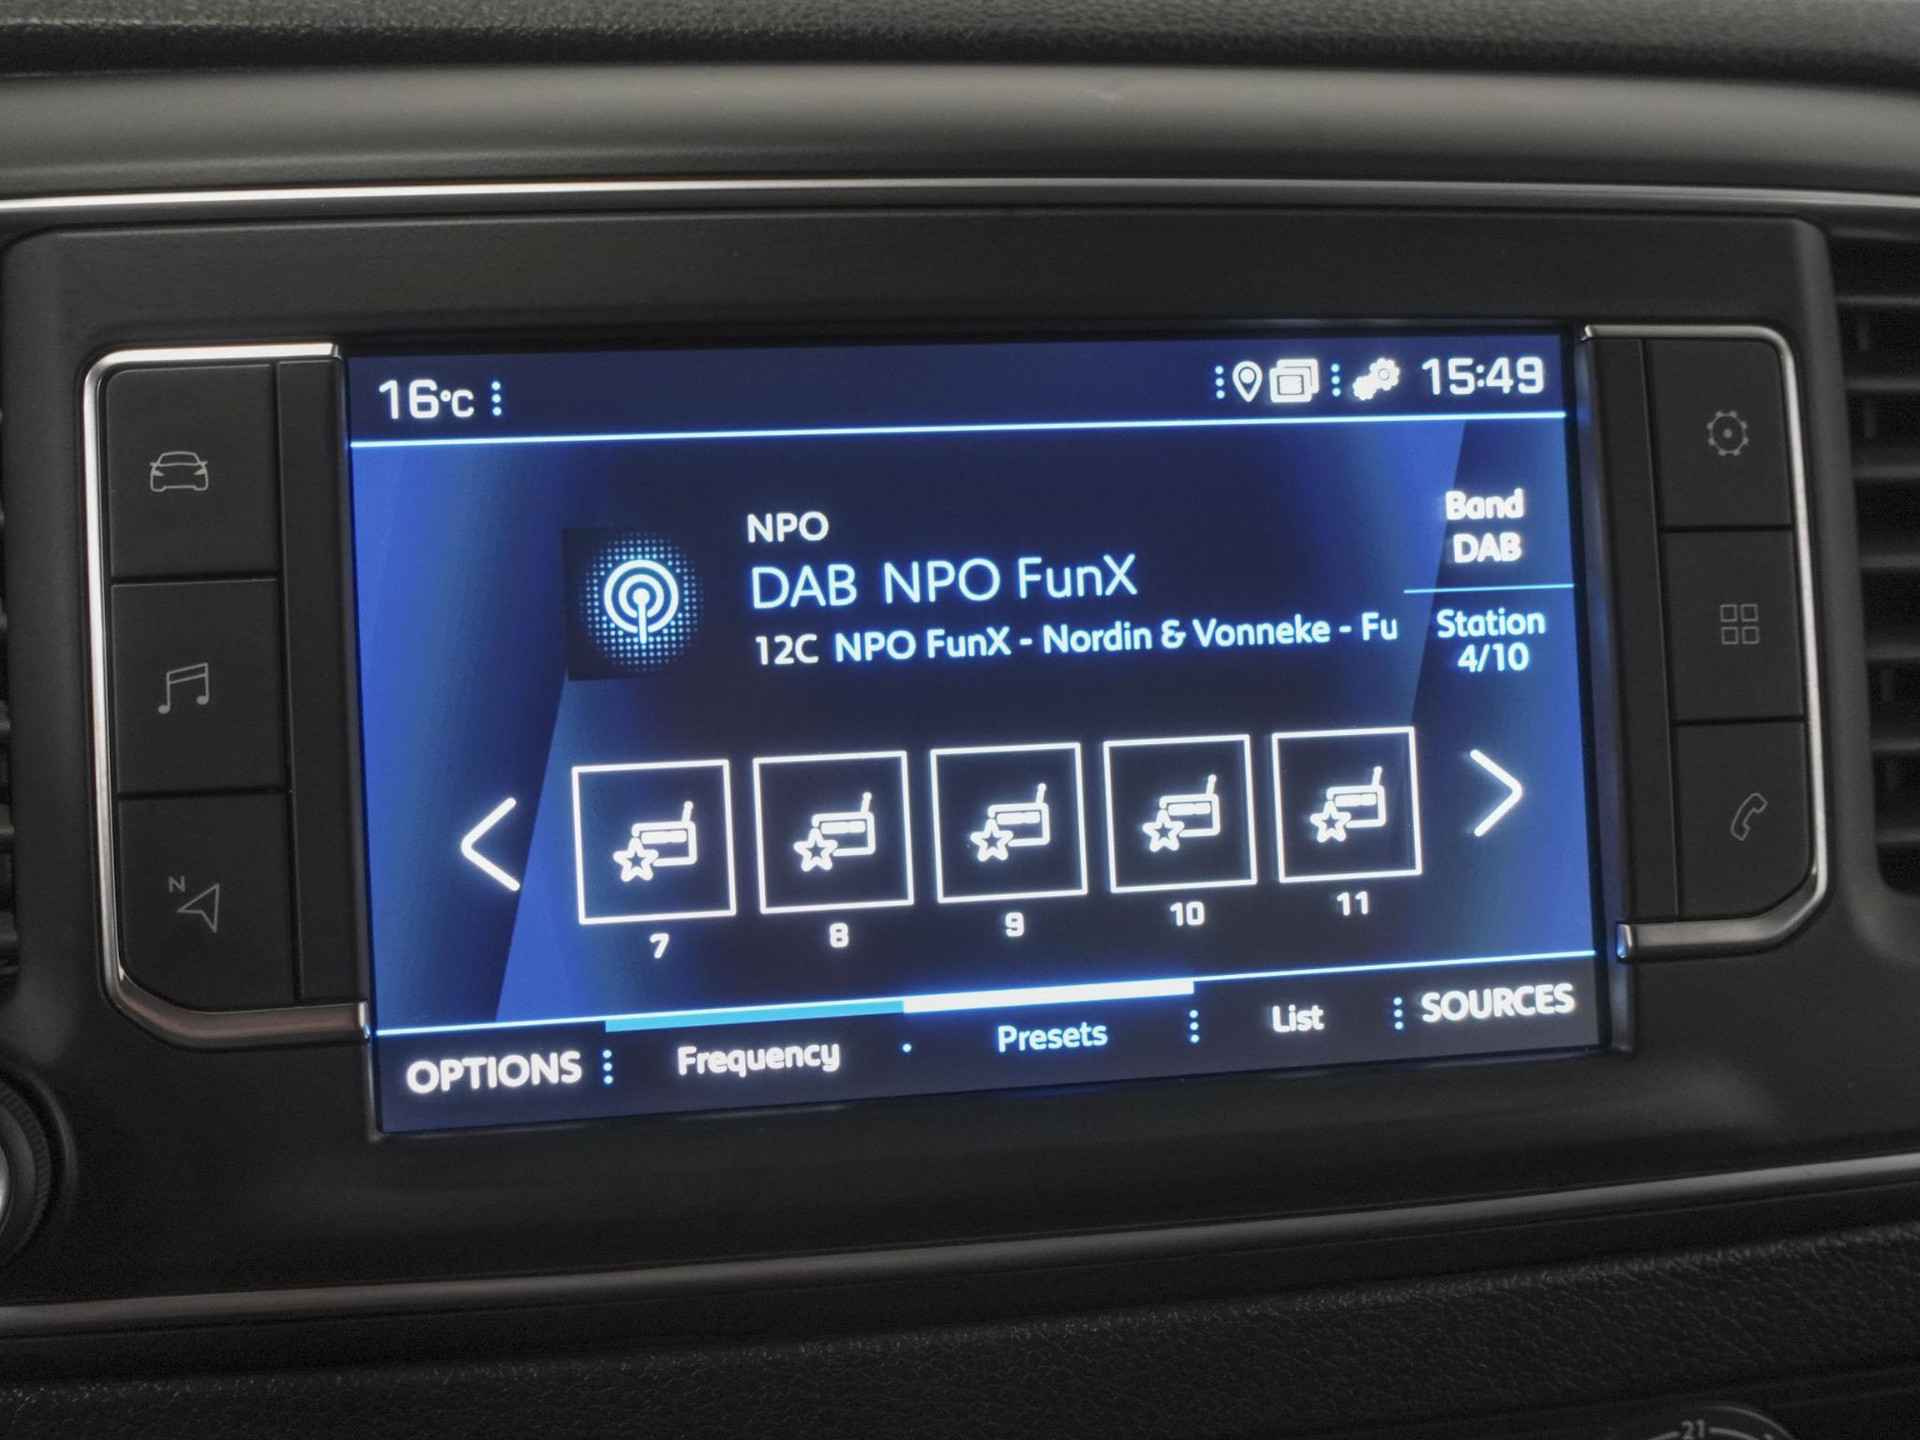 16°C
15:49
NPO
DAB NPO FunX
12C NPO FunX - Nordin & Vonneke - Fu
Band
DAB
Station
4/10
7 8 9 10 11
N
OPTIONS Frequency Presets List SOURCES
21